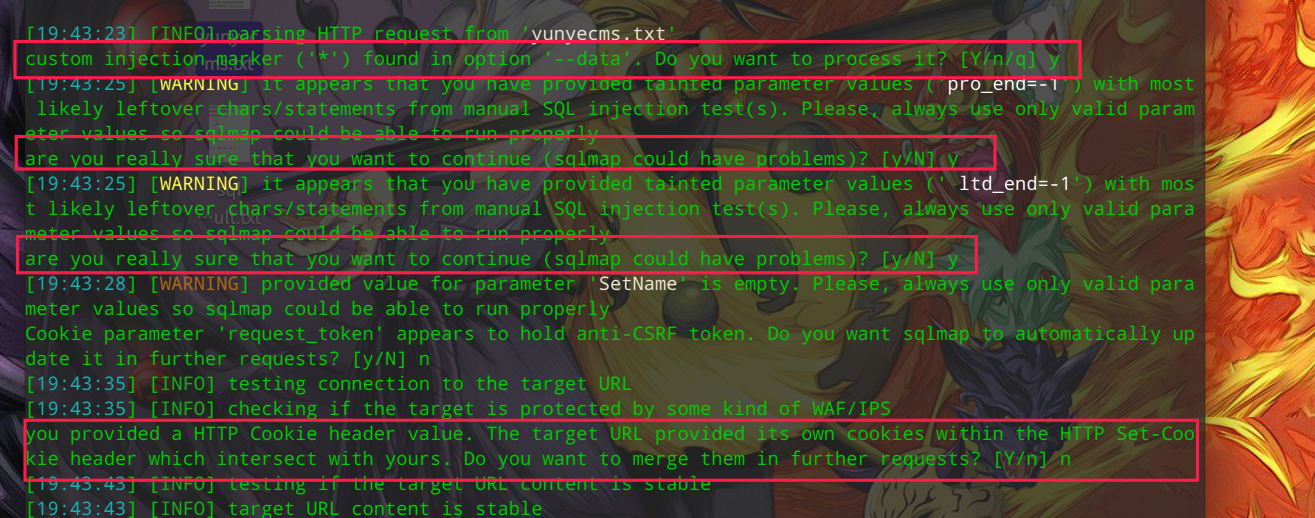 [19:43:23] [INFO] parsing HTTP request from 'yunyecms.txt'
custom injection marker ('*') found in option '--data'. Do you want to process it? [Y/n/q] y
[19:43:25] [WARNING] it appears that you have provided tainted parameter values ('pro_end=-1') with most
 likely leftover chars/statements from manual SQL injection test(s). Please, always use only valid param
eter values so sqlmap could be able to run properly
are you really sure that you want to continue (sqlmap could have problems)? [y/N] y
[19:43:25] [WARNING] it appears that you have provided tainted parameter values (' ltd_end=-1') with mos
t likely leftover chars/statements from manual SQL injection test(s). Please, always use only valid para
meter values so sqlmap could be able to run properly
are you really sure that you want to continue (sqlmap could have problems)? [y/N] y
[19:43:28] [WARNING] provided value for parameter 'SetName' is empty. Please, always use only valid para
meter values so sqlmap could be able to run properly
Cookie parameter 'request_token' appears to hold anti-CSRF token. Do you want sqlmap to automatically up
date it in further requests? [y/N] n
[19:43:35] [INFO] testing connection to the target URL
[19:43:35] [INFO] checking if the target is protected by some kind of WAF/IPS
you provided a HTTP Cookie header value. The target URL provided its own cookies within the HTTP Set-Coo
kie header which intersect with yours. Do you want to merge them in further requests? [Y/n] n
[19:43:43] [INFO] testing if the target URL content is stable
[19:43:43] [INFO] target URL content is stable